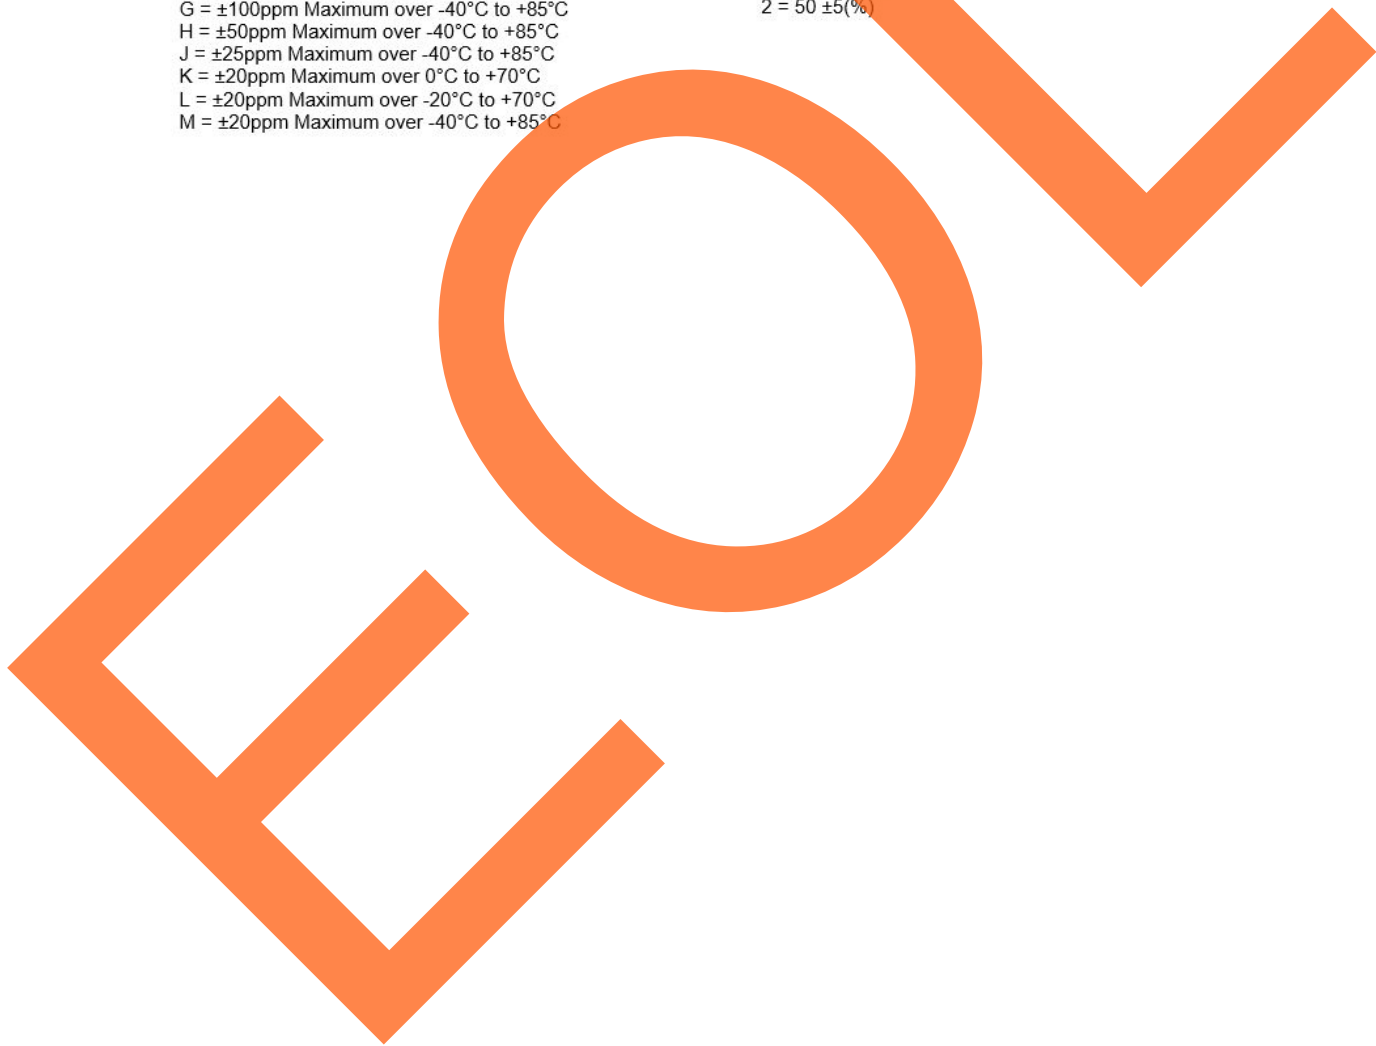 G = ±100ppm Maximum over -40°C to +85°C
H = ±50ppm Maximum over -40°C to +85°C
J = ±25ppm Maximum over -40°C to +85°C
K = ±20ppm Maximum over 0°C to +70°C
L = ±20ppm Maximum over -20°C to +70°C
M = ±20ppm Maximum over -40°C to +85°C
2 = 50 ±5(%)
EOL